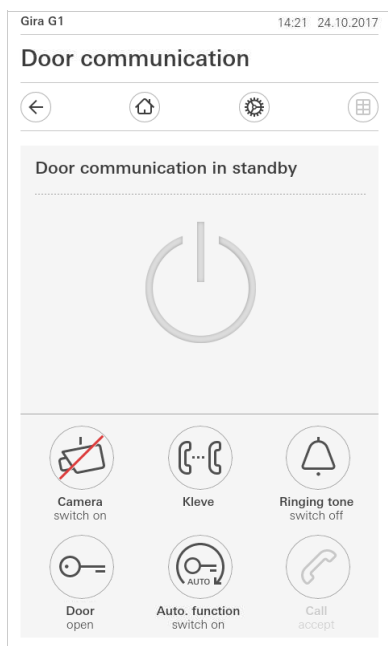 Gira G1 14:21 24.10.2017
Door communication
Door communication in standby
Camera
switch on
Kleve
Ringing tone
switch off
Door
open
AUTO
Auto. function
switch on
Call
accept